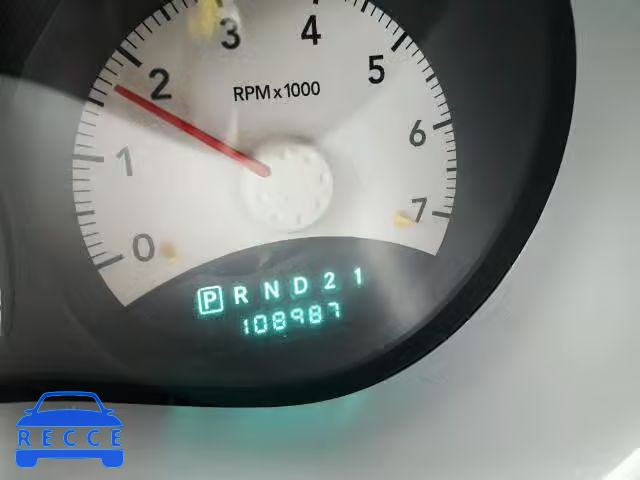 0 1 2 3 4 5 6 7
RPM x 1000
P R N D 2 1
108987
RECCE